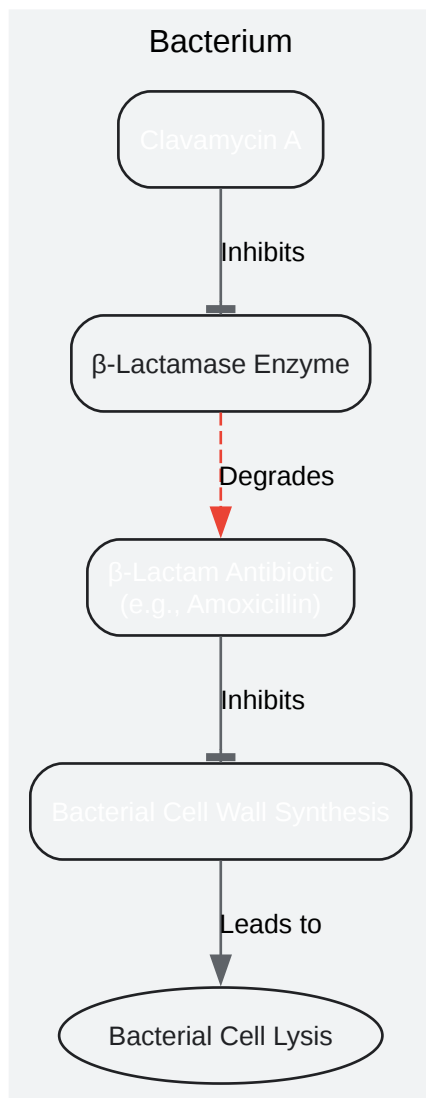 Bacterium
Clavamycin A
Inhibits
β-Lactamase Enzyme
Degrades
β-Lactam Antibiotic
(e.g., Amoxicillin)
Inhibits
Bacterial Cell Wall Synthesis
Leads to
Bacterial Cell Lysis